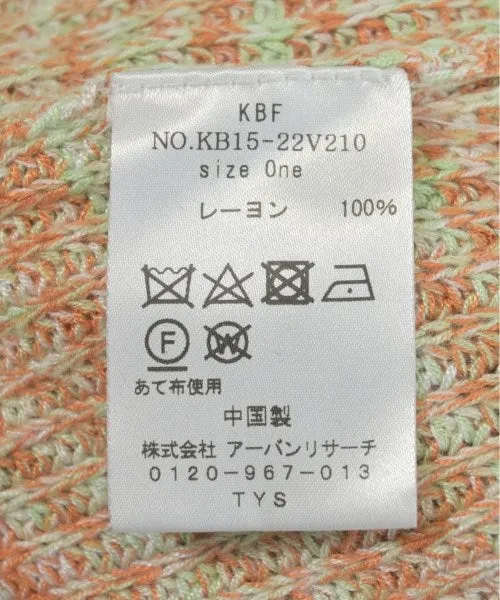 KBF
NO.KB15-22V210
size One
レーヨン 100%
F W
あて布使用
中国製
株式会社 アーバンリサーチ
0120-967-013
TYS